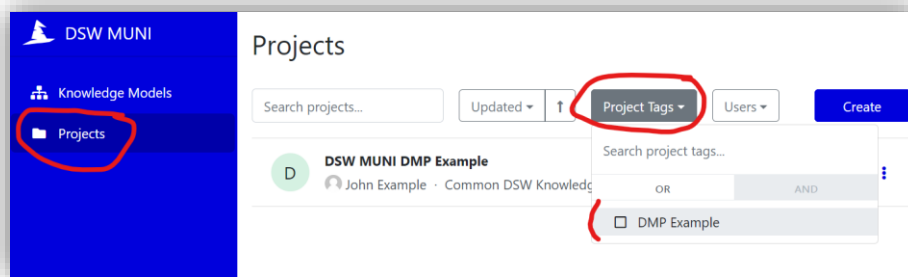 DSW MUNI
Knowledge Models
Projects
Projects
Search projects...
Updated
Project Tags
Users
Create
D
DSW MUNI DMP Example
John Example · Common DSW Knowledg
Search project tags...
OR
AND
DMP Example